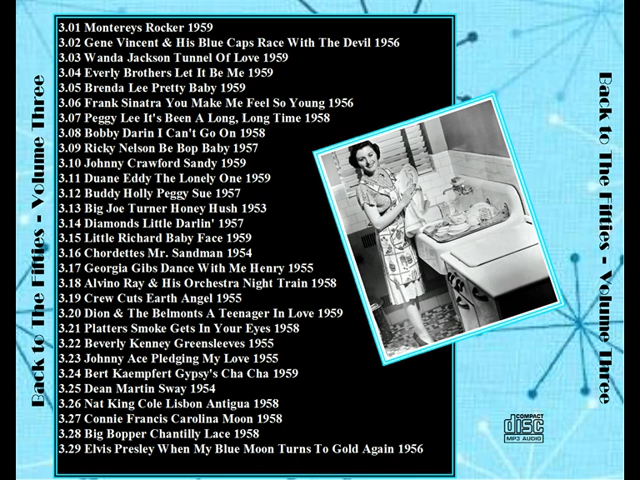 Back to The Fifties - Volume Three
3.01 Montereys Rocker 1959
3.02 Gene Vincent & His Blue Caps Race With The Devil 1956
3.03 Wanda Jackson Tunnel Of Love 1959
3.04 Everly Brothers Let It Be Me 1959
3.05 Brenda Lee Pretty Baby 1959
3.06 Frank Sinatra You Make Me Feel So Young 1956
3.07 Peggy Lee It's Been A Long, Long Time 1958
3.08 Bobby Darin I Can't Go On 1958
3.09 Ricky Nelson Be Bop Baby 1957
3.10 Johnny Crawford Sandy 1959
3.11 Duane Eddy The Lonely One 1959
3.12 Buddy Holly Peggy Sue 1957
3.13 Big Joe Turner Honey Hush 1953
3.14 Diamonds Little Darlin' 1957
3.15 Little Richard Baby Face 1959
3.16 Chordettes Mr. Sandman 1954
3.17 Georgia Gibs Dance With Me Henry 1955
3.18 Alvino Ray & His Orchestra Night Train 1958
3.19 Crew Cuts Earth Angel 1955
3.20 Dion & The Belmonts A Teenager In Love 1959
3.21 Platters Smoke Gets In Your Eyes 1958
3.22 Beverly Kenney Greensleeves 1955
3.23 Johnny Ace Pledging My Love 1955
3.24 Bert Kaempfert Gypsy's Cha Cha 1959
3.25 Dean Martin Sway 1954
3.26 Nat King Cole Lisbon Antigua 1958
3.27 Connie Francis Carolina Moon 1958
3.28 Big Bopper Chantilly Lace 1958
3.29 Elvis Presley When My Blue Moon Turns To Gold Again 1956
Back to The Fifties - Volume Three
COMPACT
disc
MP3 AUDIO